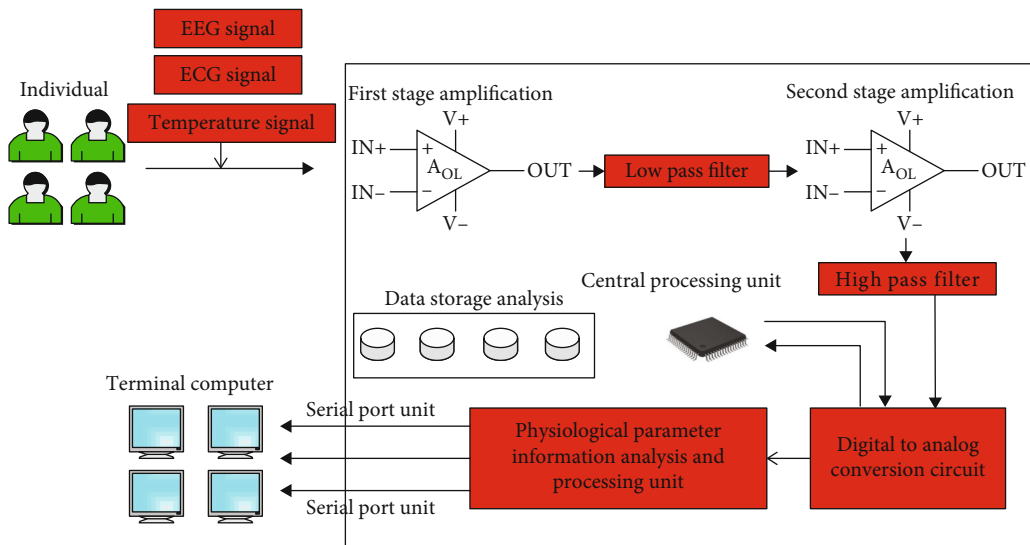 EEG signal
ECG signal
Individual
Temperature signal
First stage amplification
V+
IN+
+
A_OL
OUT
IN−
−
V−
Low pass filter
Second stage amplification
V+
IN+
+
A_OL
OUT
IN−
−
V−
High pass filter
Central processing unit
Data storage analysis
Terminal computer
Serial port unit
Physiological parameter
information analysis and
processing unit
Digital to analog
conversion circuit
Serial port unit